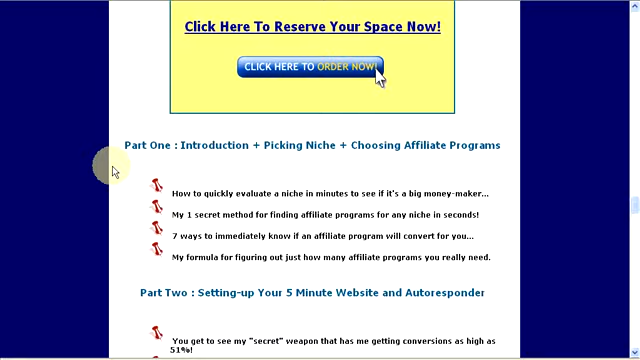 Click Here To Reserve Your Space Now!
CLICK HERE TO ORDER NOW!
Part One : Introduction + Picking Niche + Choosing Affiliate Programs
How to quickly evaluate a niche in minutes to see if it's a big money-maker...
My 1 secret method for finding affiliate programs for any niche in seconds!
7 ways to immediately know if an affiliate program will convert for you...
My formula for figuring out just how many affiliate programs you really need.
Part Two : Setting-up Your 5 Minute Website and Autoresponder
You get to see my "secret" weapon that has me getting conversions as high as
51%!